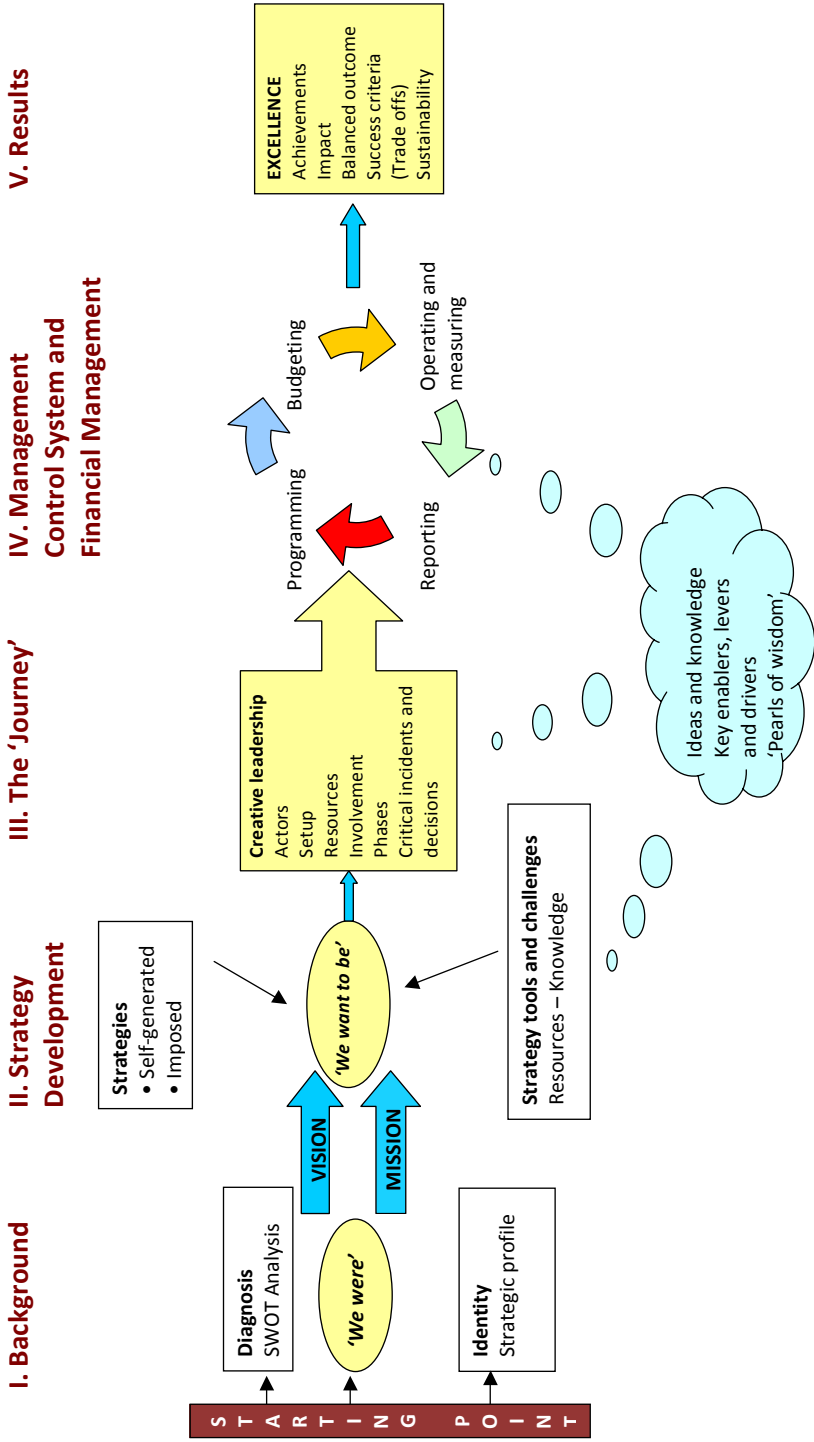 I. Background
II. Strategy
Development
III. The ‘Journey’
IV. Management
Control System and
Financial Management
V. Results
STARTING POINT
Diagnosis
SWOT Analysis
‘We were’
Identity
Strategic profile
VISION
MISSION
Strategies
• Self-generated
• Imposed
‘We want to be’
Strategy tools and challenges
Resources – Knowledge
Creative leadership
Actors
Setup
Resources
Involvement
Phases
Critical incidents and
decisions
Programming
Budgeting
Operating and
measuring
Reporting
EXCELLENCE
Achievements
Impact
Balanced outcome
Success criteria
(Trade offs)
Sustainability
Ideas and knowledge
Key enablers, levers
and drivers
‘Pearls of wisdom’